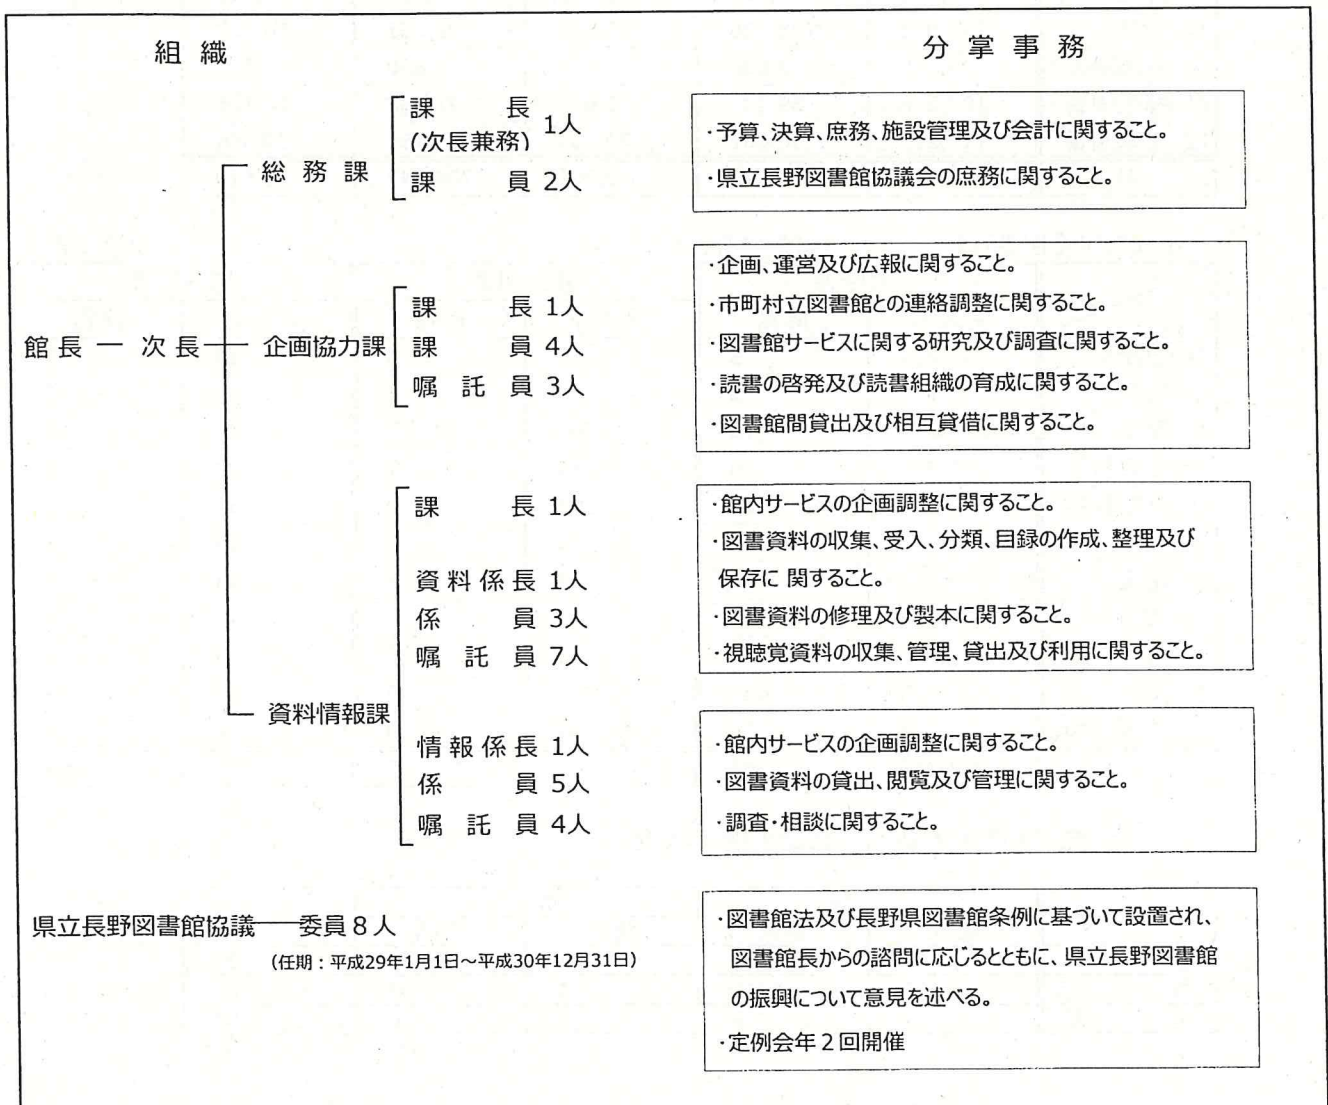 組 織
分 掌 事 務
課 長 1人
(次長兼務)
総 務 課
課 員 2人
・予算、決算、庶務、施設管理及び会計に関すること。
・県立長野図書館協議会の庶務に関すること。
館 長 ― 次 長 ― 企画協力課
課 長 1人
課 員 4人
嘱 託 員 3人
・企画、運営及び広報に関すること。
・市町村立図書館との連絡調整に関すること。
・図書館サービスに関する研究及び調査に関すること。
・読書の啓発及び読書組織の育成に関すること。
・図書館間貸出及び相互貸借に関すること。
資料情報課
課 長 1人
資 料 係 長 1人
係 員 3人
嘱 託 員 7人
・館内サービスの企画調整に関すること。
・図書資料の収集、受入、分類、目録の作成、整理及び
保存に 関すること。
・図書資料の修理及び製本に関すること。
・視聴覚資料の収集、管理、貸出及び利用に関すること。
情 報 係 長 1人
係 員 5人
嘱 託 員 4人
・館内サービスの企画調整に関すること。
・図書資料の貸出、閲覧及び管理に関すること。
・調査・相談に関すること。
県立長野図書館協議 ― 委員８人
(任期：平成29年1月1日～平成30年12月31日)
・図書館法及び長野県図書館条例に基づいて設置され、
図書館長からの諮問に応じるとともに、県立長野図書館
の振興について意見を述べる。
・定例会年２回開催